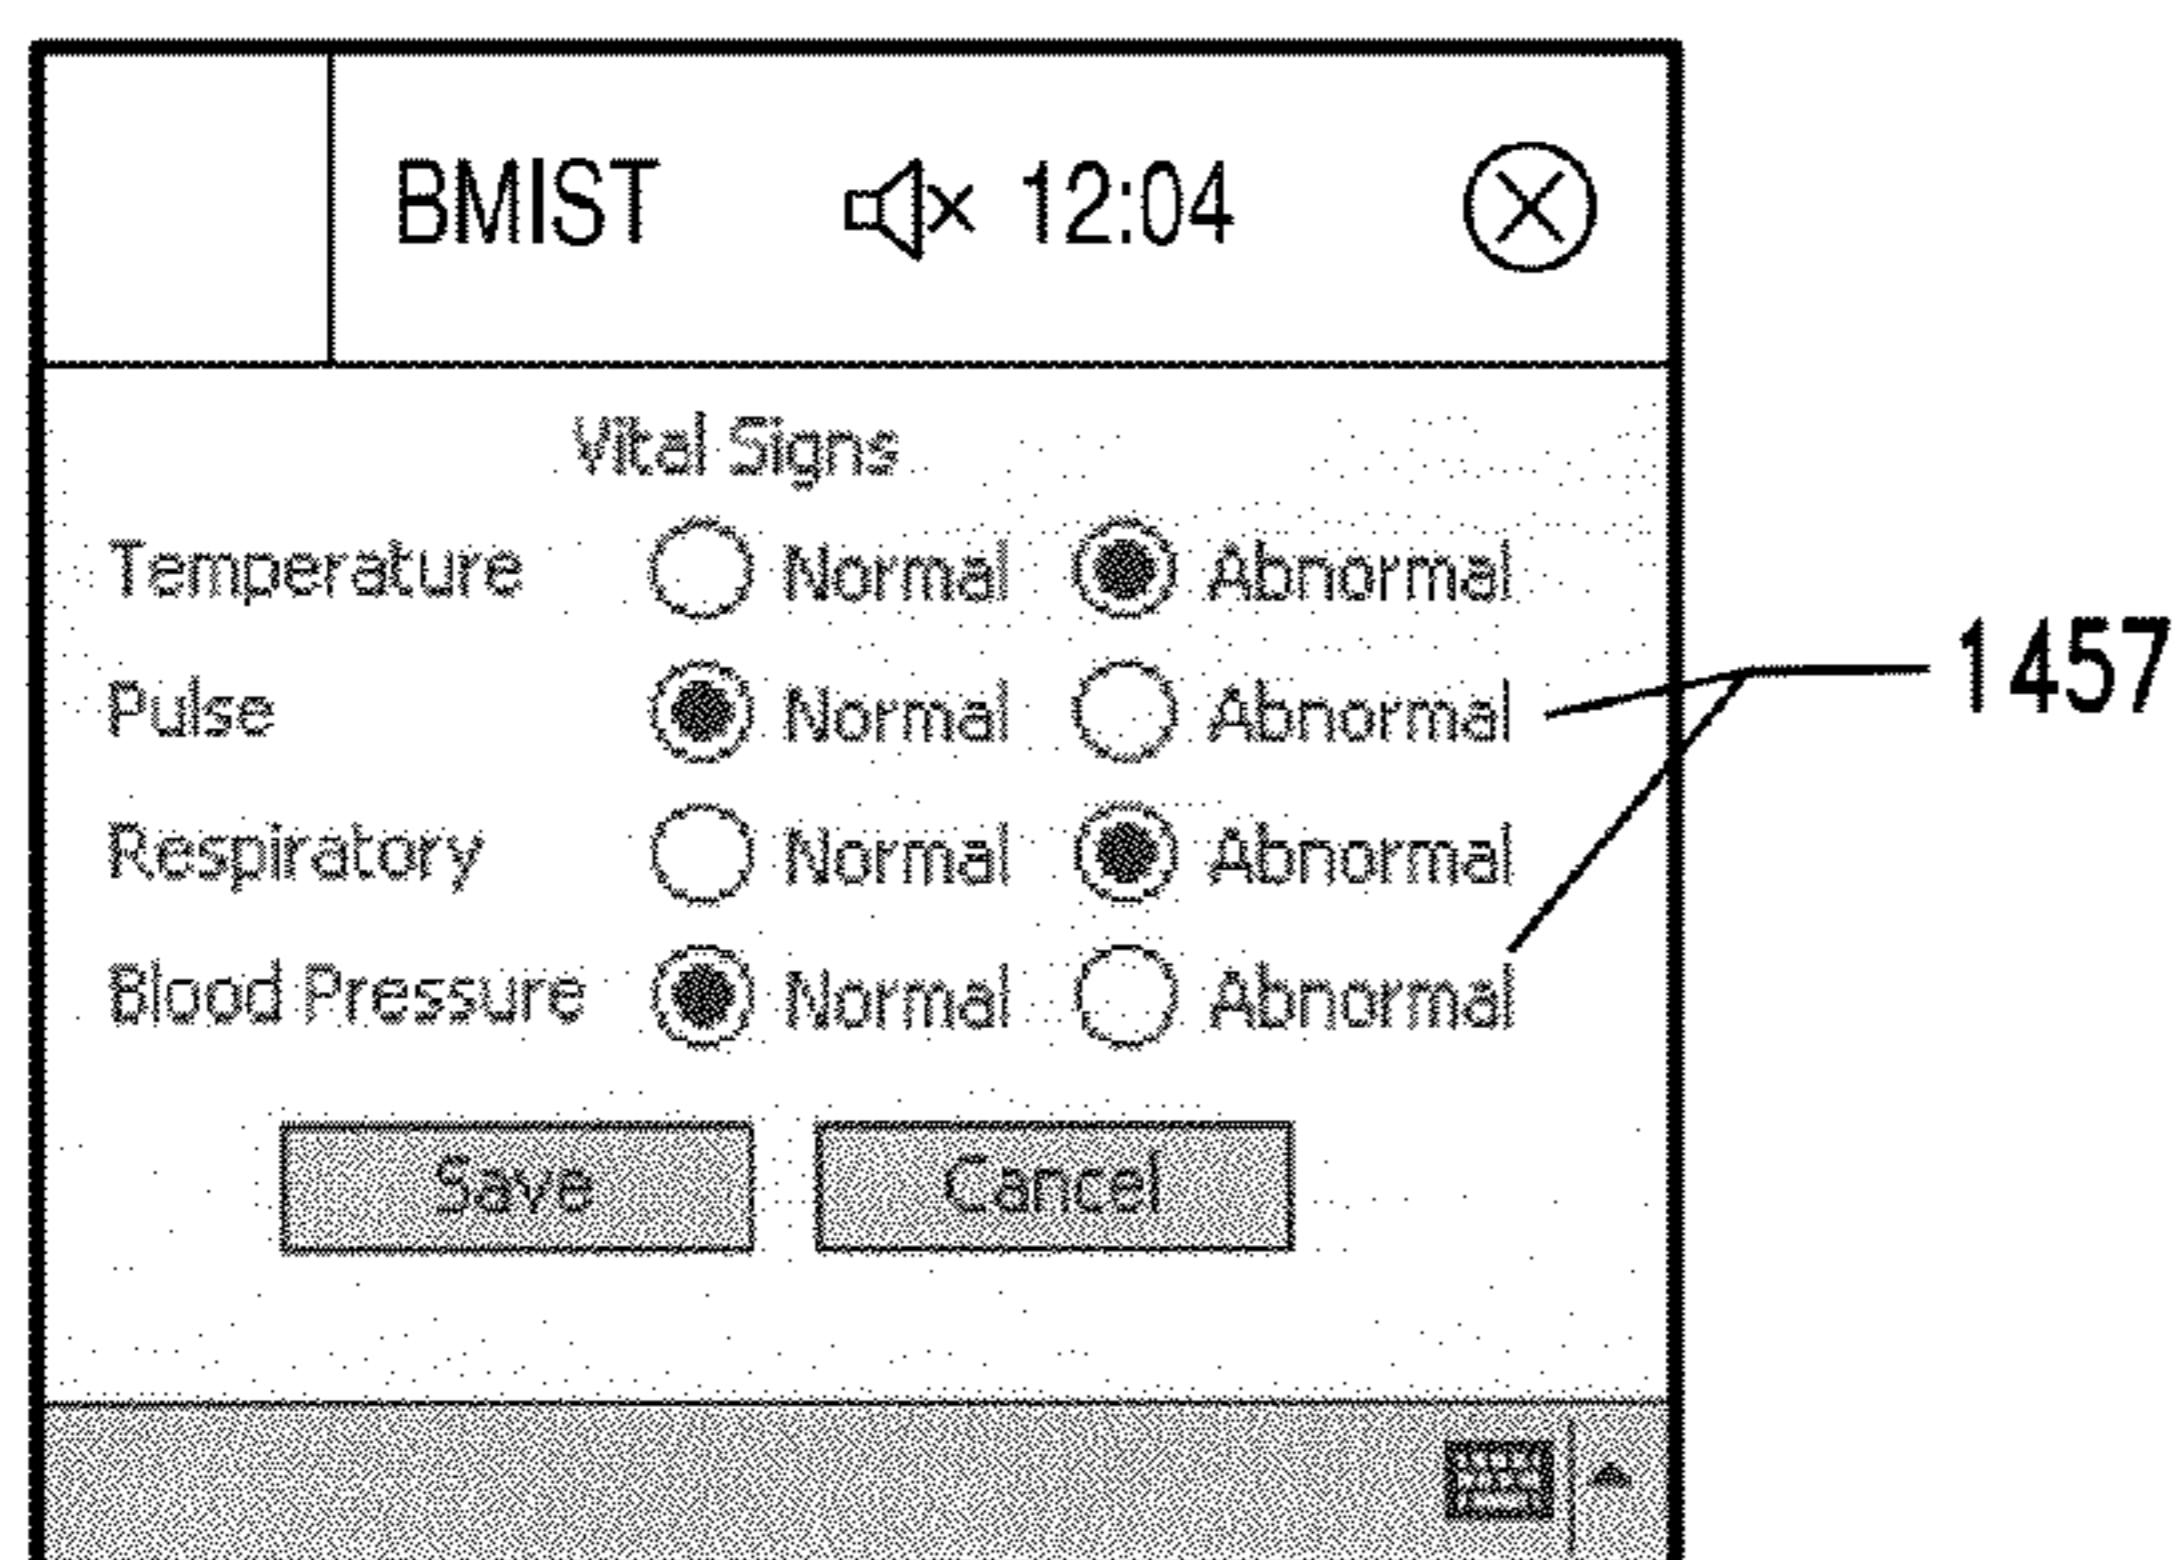 BMIST 12:04
Vital Signs
Temperature Normal Abnormal
Pulse Normal Abnormal
1457
Respiratory Normal Abnormal
Blood Pressure Normal Abnormal
Save Cancel